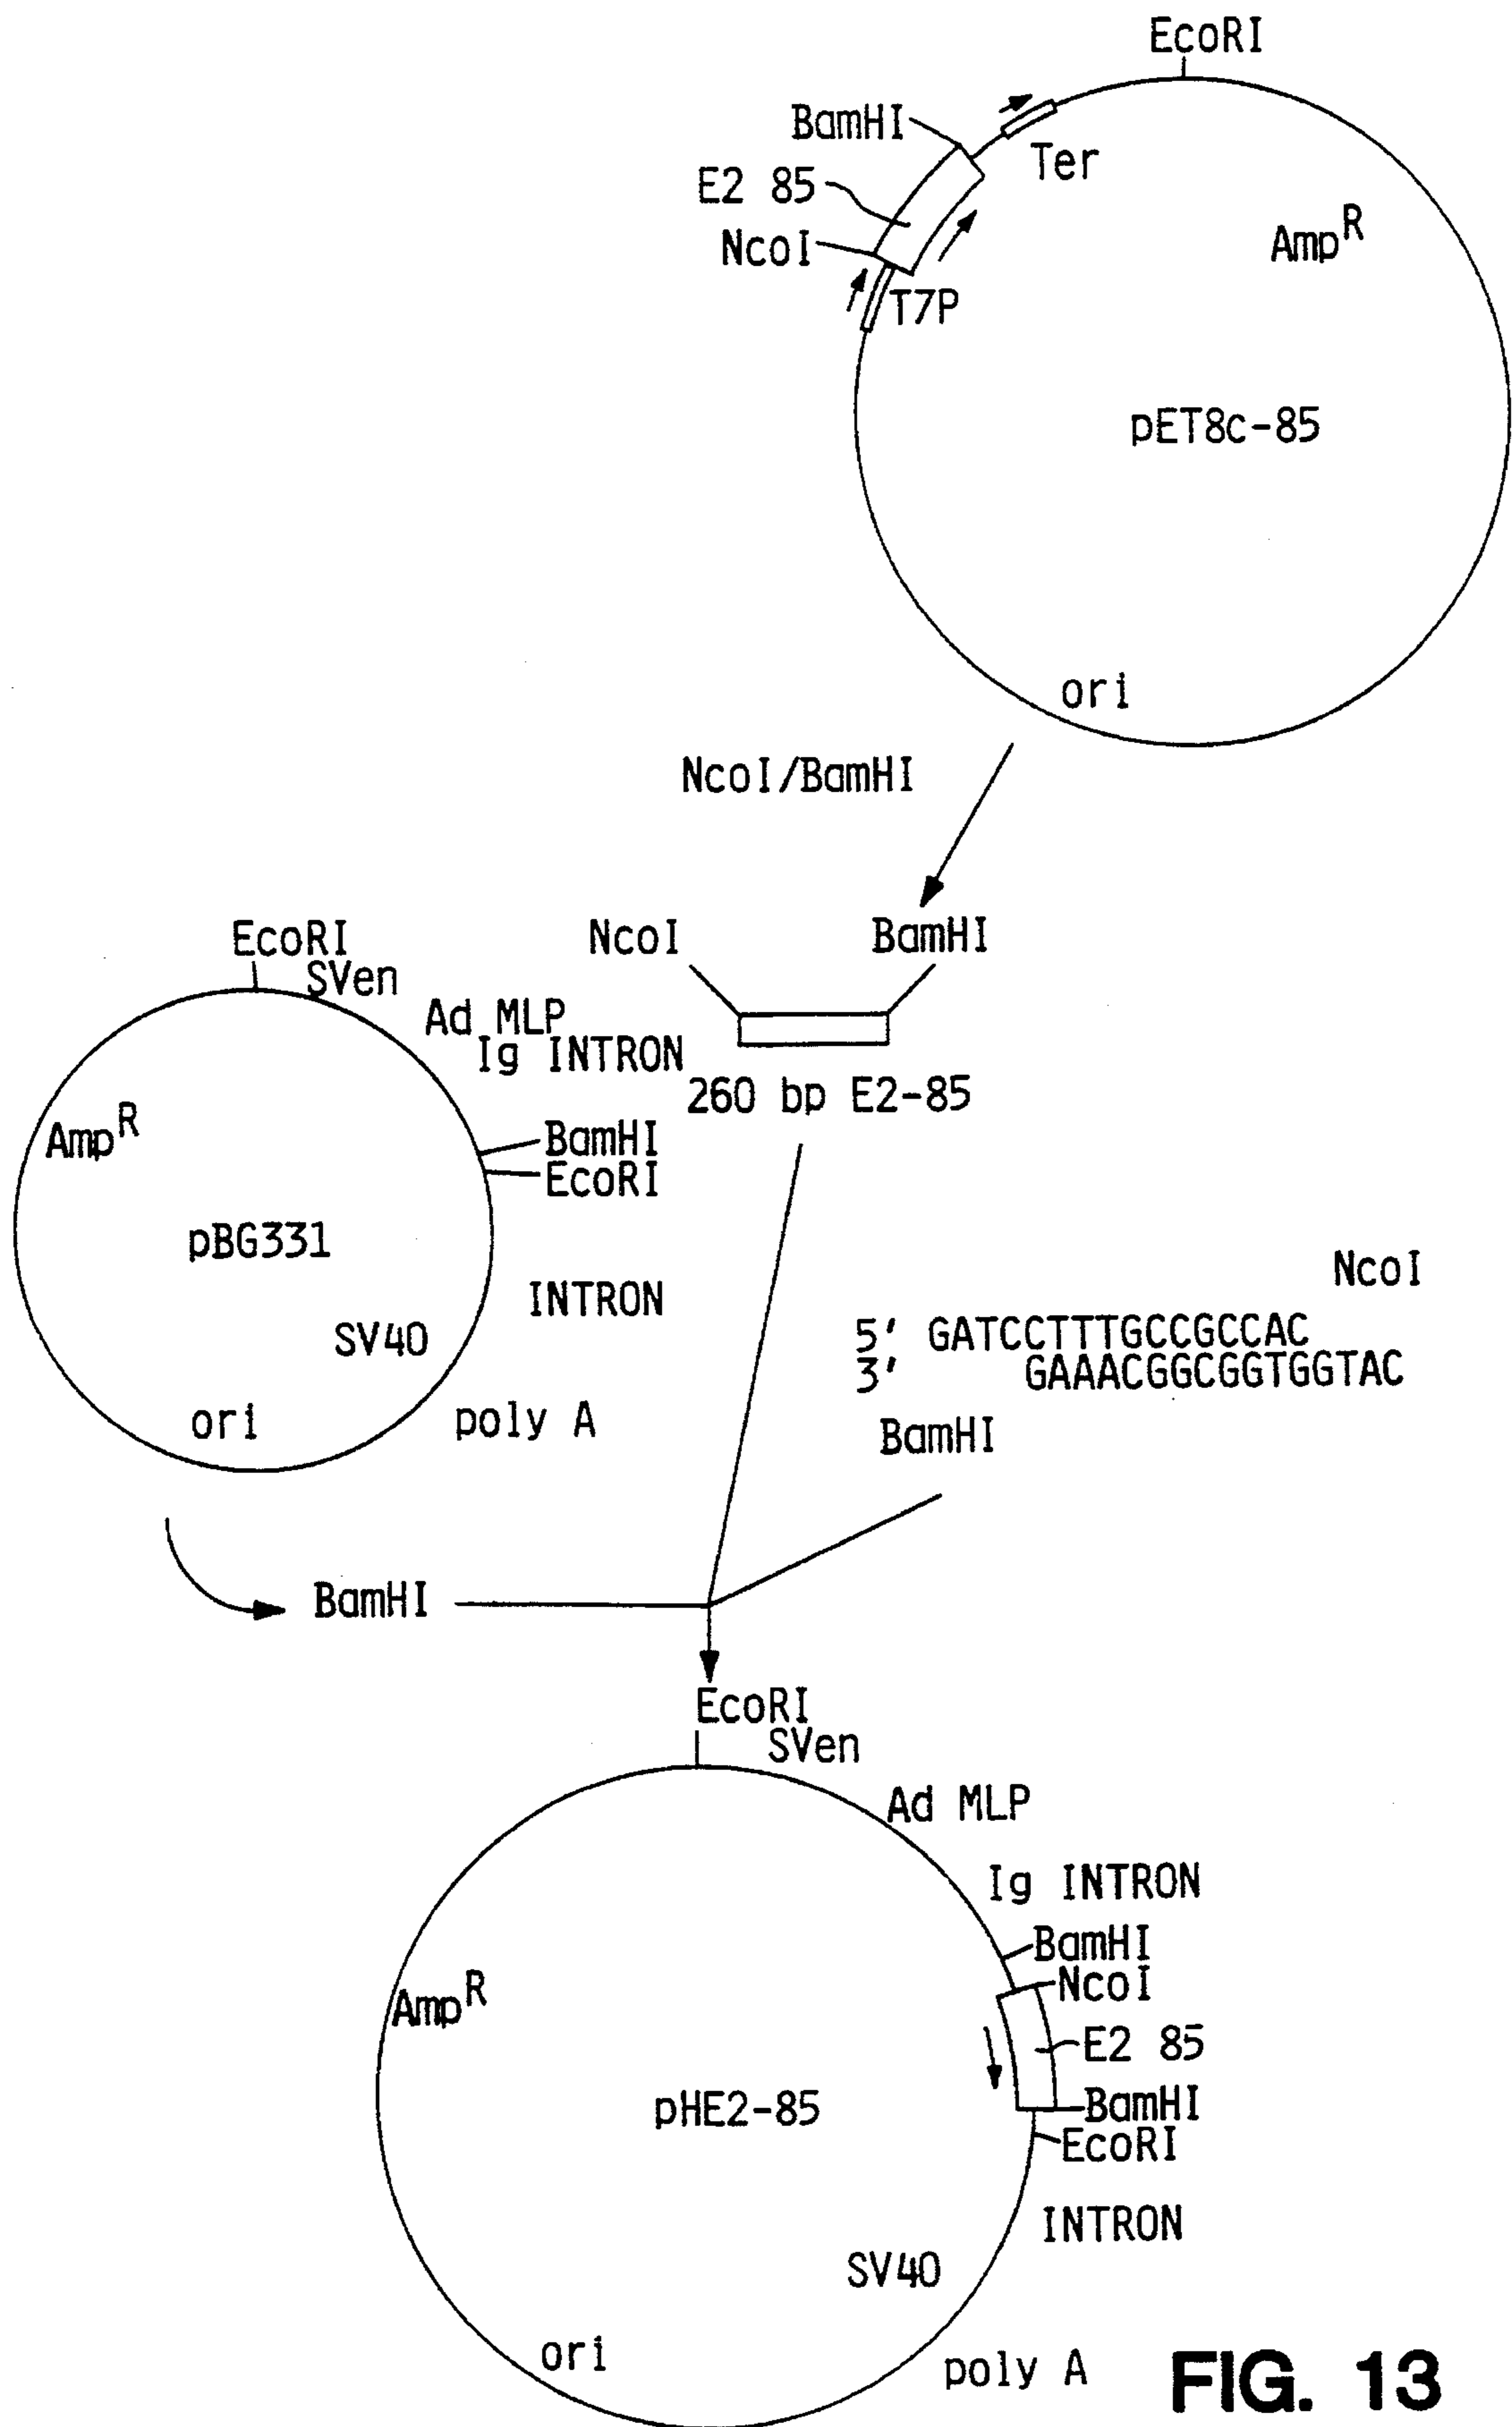 EcoRI
BamHI
Ter
E2 85
NcoI
Amp^R
T7P
pET8c-85
ori
NcoI/BamHI
NcoI
BamHI
260 bp E2-85
EcoRI
SVen
Ad MLP
Ig INTRON
Amp^R
BamHI
EcoRI
pBG331
INTRON
SV40
ori
poly A
NcoI
5' GATCCTTTGCCGCCAC
3' GAAACGGCGGTGGTAC
BamHI
BamHI
EcoRI
SVen
Ad MLP
Ig INTRON
BamHI
NcoI
Amp^R
E2 85
pHE2-85
BamHI
EcoRI
INTRON
SV40
ori
poly A
FIG. 13